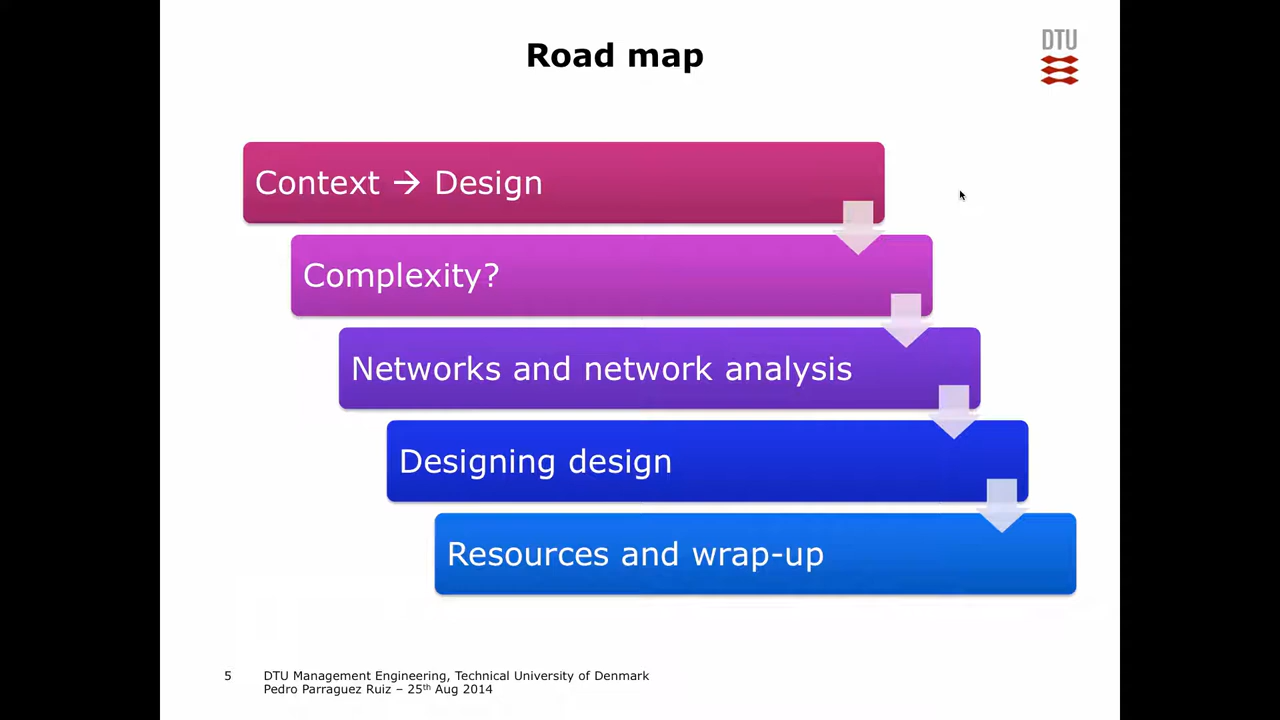 Road map
DTU
Context → Design
Complexity?
Networks and network analysis
Designing design
Resources and wrap-up
5 DTU Management Engineering, Technical University of Denmark
Pedro Parraguez Ruiz – 25th Aug 2014